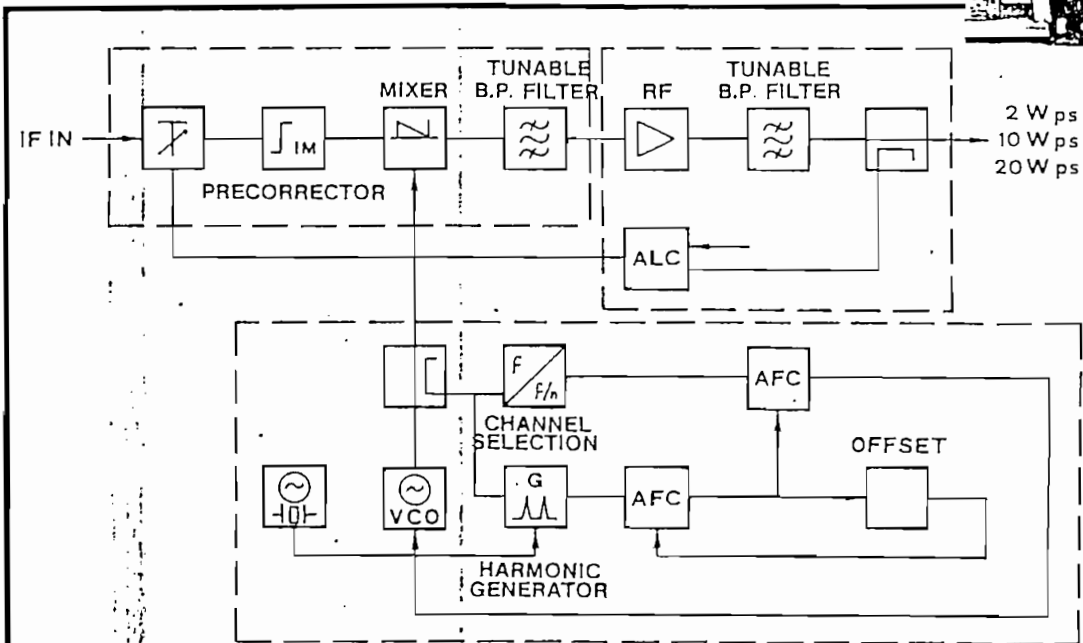 TUNABLE
B.P. FILTER
MIXER
RF
TUNABLE
B.P. FILTER
IF IN
IM
PRECORRECTOR
2 W ps
10 W ps
20 W ps
ALC
f
f/n
CHANNEL
SELECTION
AFC
OFFSET
VCO
G
AFC
HARMONIC
GENERATOR